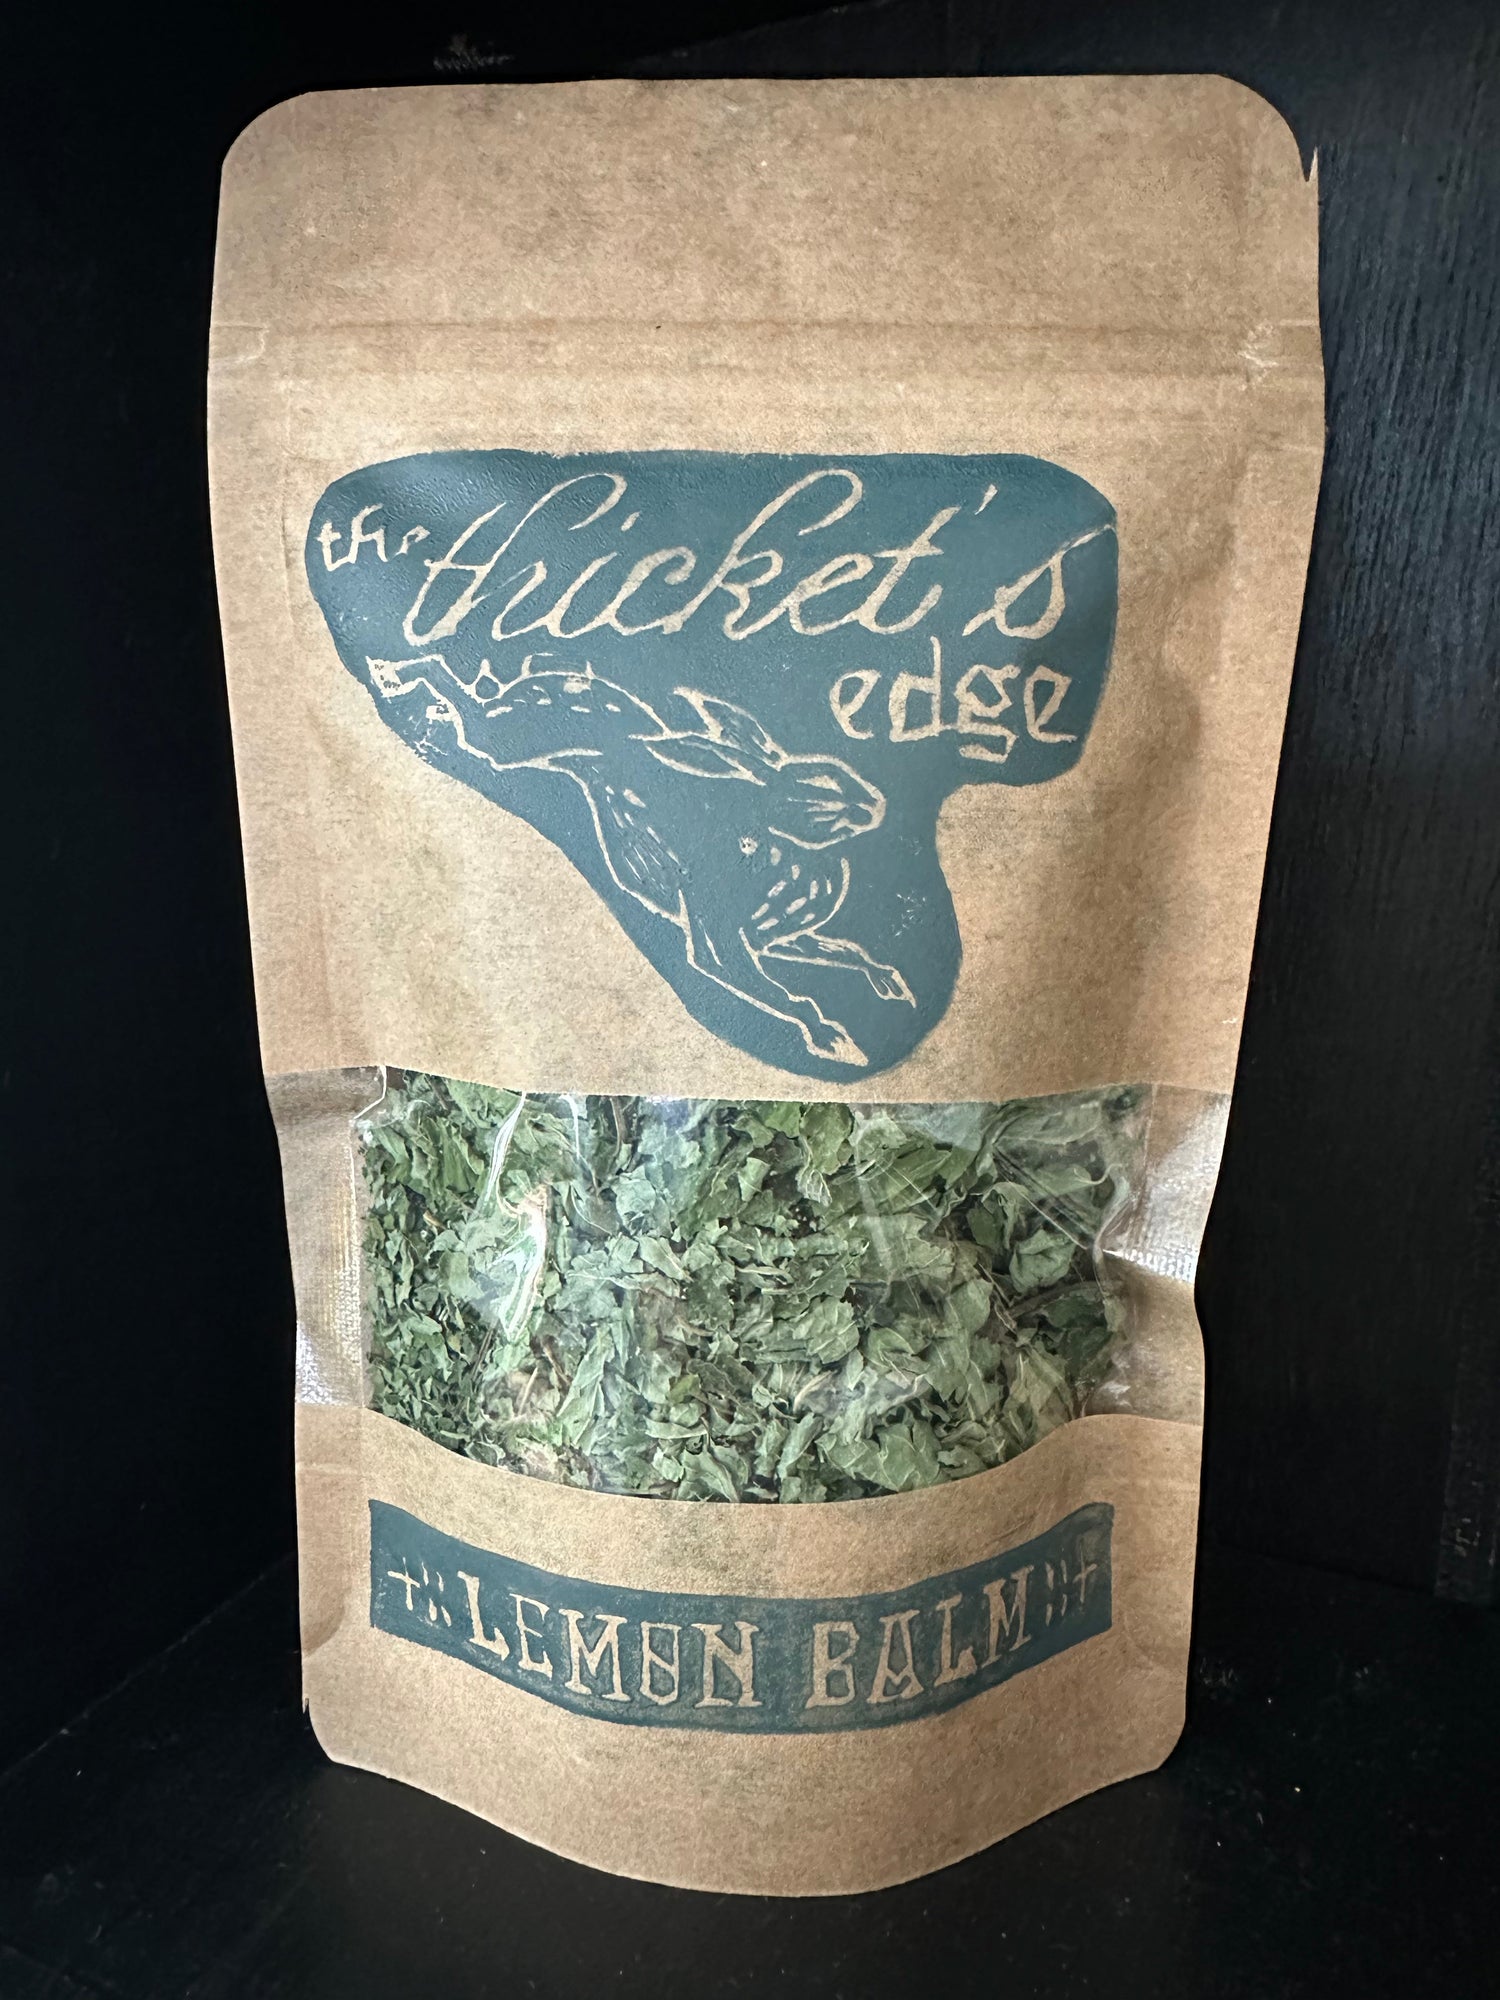 the thicket's
edge
LEMON BALM